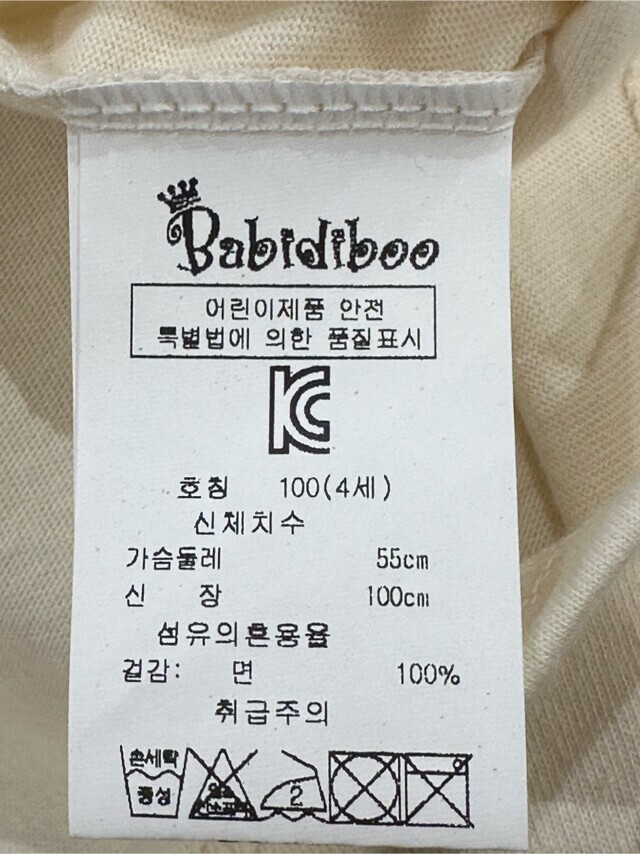 Babidiboo
어린이제품 안전
특별법에 의한 품질표시
KC
호칭 100(4세)
신체치수
가슴둘레 55cm
신 장 100cm
섬유의혼용율
겉감: 면 100%
취급주의
손세탁
중성
2